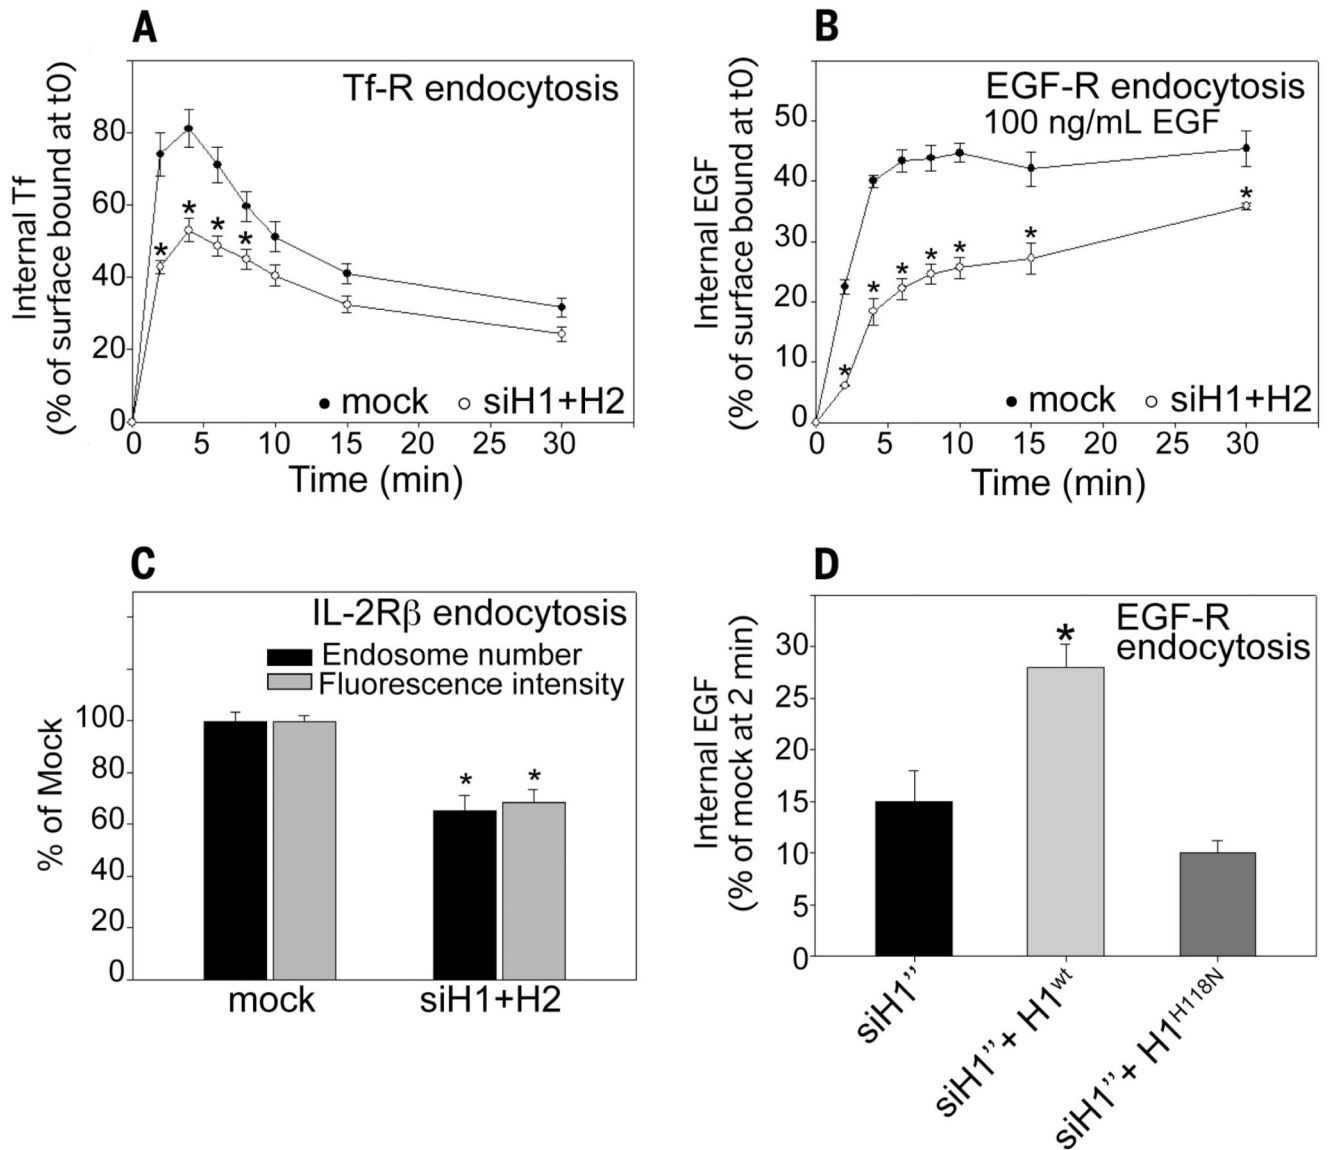 A
Tf-R endocytosis
Internal Tf
(% of surface bound at t0)
80
60
40
20
0
* * * *
mock siH1+H2
0 5 10 15 20 25 30
Time (min)
B
EGF-R endocytosis
100 ng/mL EGF
Internal EGF
(% of surface bound at t0)
50
40
30
20
10
0
* * * * * * *
mock siH1+H2
0 5 10 15 20 25 30
Time (min)
C
IL-2Rβ endocytosis
Endosome number
Fluorescence intensity
% of Mock
100
80
60
40
20
0
* *
mock siH1+H2
D
EGF-R
endocytosis
Internal EGF
(% of mock at 2 min)
30
25
20
15
10
5
0
*
siH1”
siH1”+ H1wt
siH1”+ H1H118N